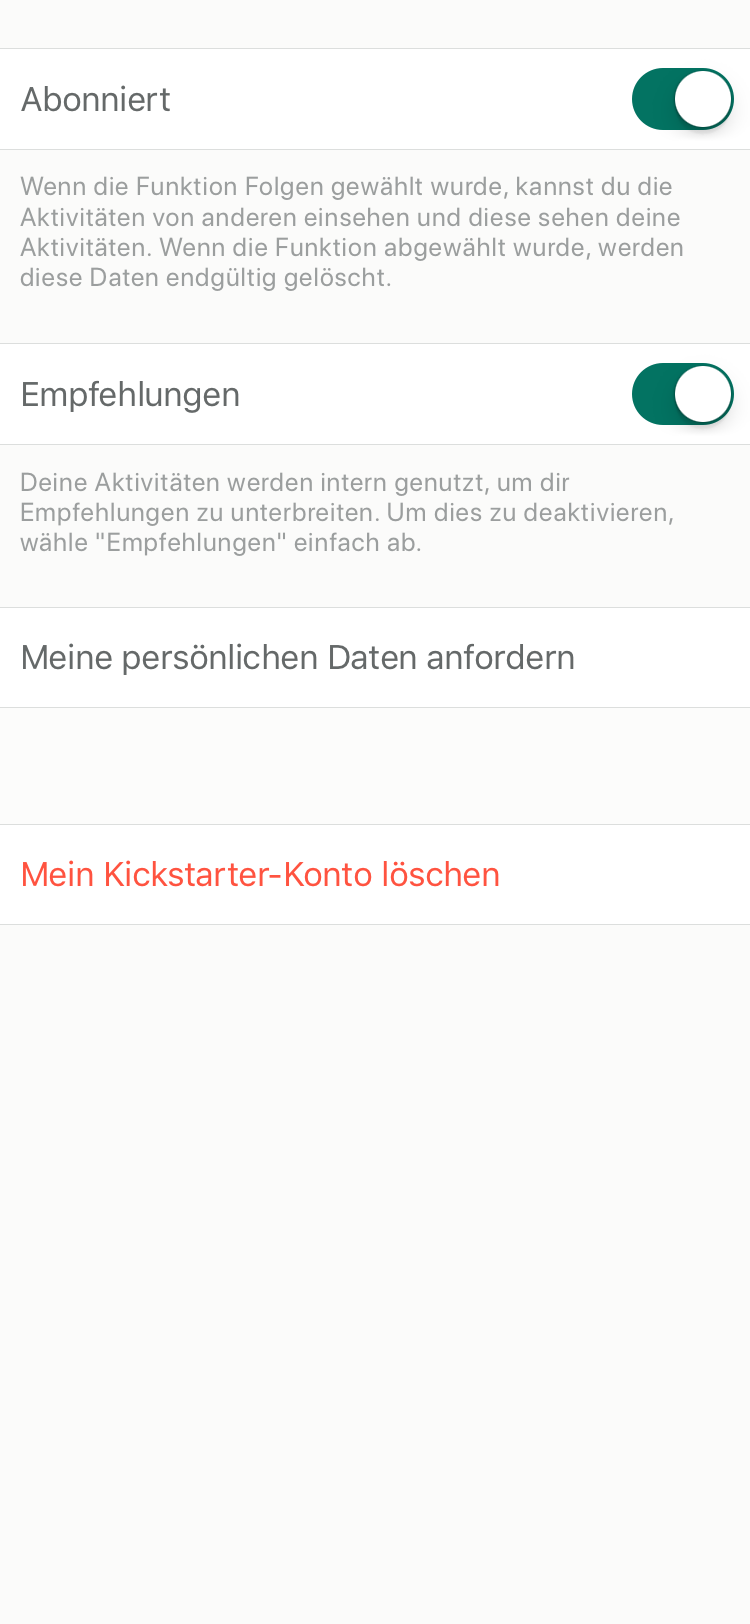 Abonniert
Wenn die Funktion Folgen gewählt wurde, kannst du die
Aktivitäten von anderen einsehen und diese sehen deine
Aktivitäten. Wenn die Funktion abgewählt wurde, werden
diese Daten endgültig gelöscht.
Empfehlungen
Deine Aktivitäten werden intern genutzt, um dir
Empfehlungen zu unterbreiten. Um dies zu deaktivieren,
wähle "Empfehlungen" einfach ab.
Meine persönlichen Daten anfordern
Mein Kickstarter-Konto löschen